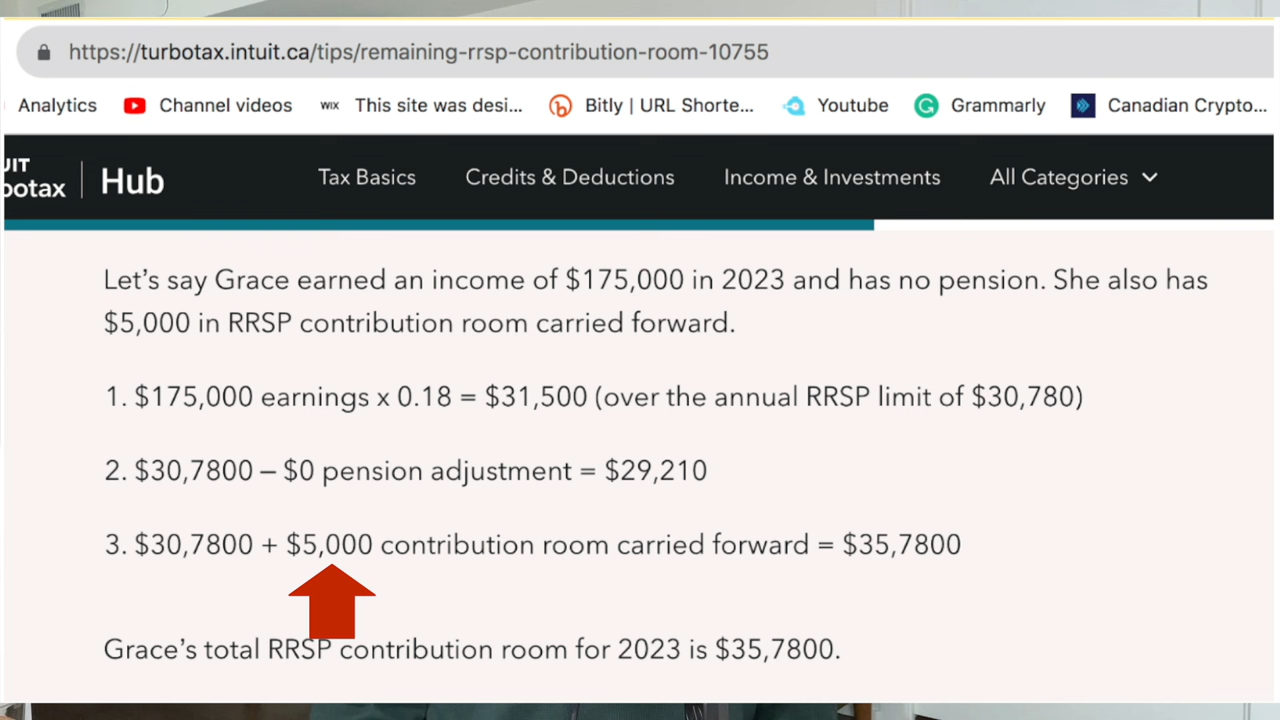 https://turbotax.intuit.ca/tips/remaining-rrsp-contribution-room-10755
Analytics Channel videos WiX This site was desi... Bitly | URL Shorte... Youtube Grammarly Canadian Crypto...
Hub Tax Basics Credits & Deductions Income & Investments All Categories
Let's say Grace earned an income of $175,000 in 2023 and has no pension. She also has
$5,000 in RRSP contribution room carried forward.
1. $175,000 earnings x 0.18 = $31,500 (over the annual RRSP limit of $30,780)
2. $30,7800 – $0 pension adjustment = $29,210
3. $30,7800 + $5,000 contribution room carried forward = $35,7800
Grace's total RRSP contribution room for 2023 is $35,7800.